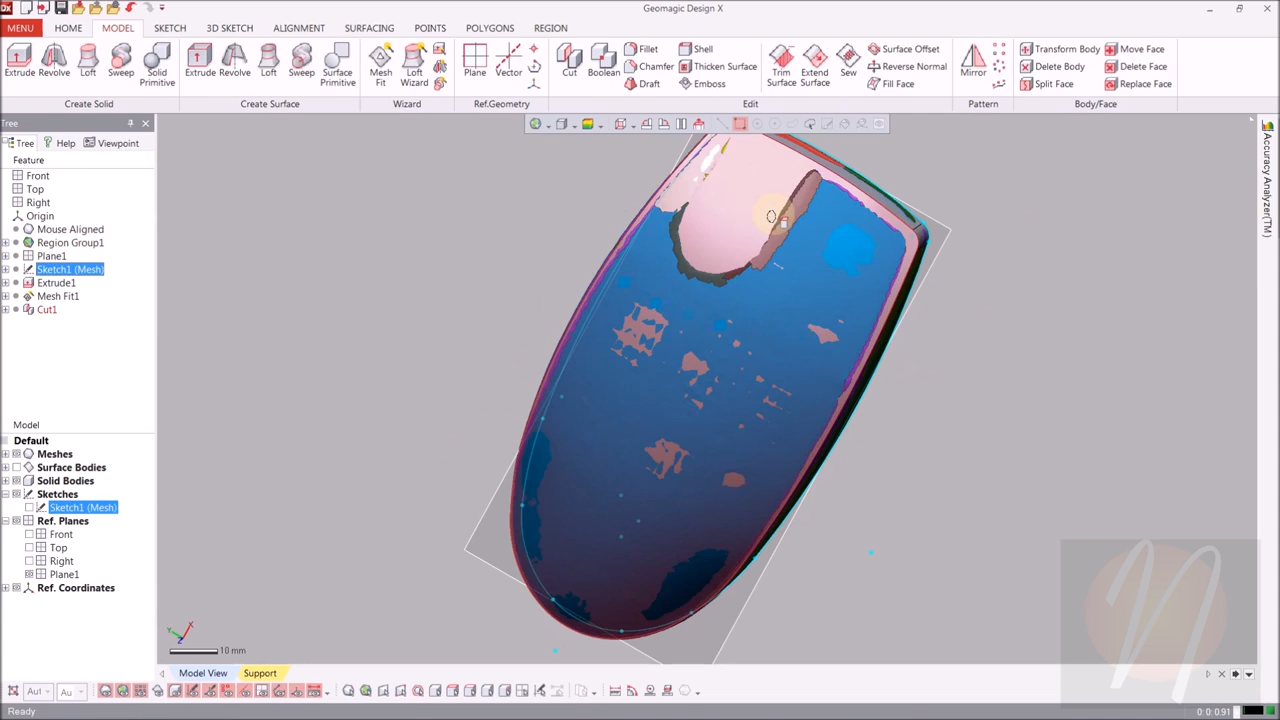 Geomagic Design X
MENU HOME MODEL SKETCH 3D SKETCH ALIGNMENT SURFACING POINTS POLYGONS REGION
Extrude Revolve Loft Sweep Solid Primitive
Create Solid
Extrude Revolve Loft Sweep Surface Primitive
Create Surface
Mesh Fit Loft Wizard
Wizard
Plane Vector
Ref.Geometry
Cut Boolean
Fillet Shell
Chamfer Thicken Surface
Draft Emboss
Trim Surface Extend Surface Sew
Surface Offset
Reverse Normal
Fill Face
Edit
Mirror
Pattern
Transform Body Move Face
Delete Body Delete Face
Split Face Replace Face
Body/Face
Tree
Tree Help Viewpoint
Feature
Front
Top
Right
Origin
Mouse Aligned
Region Group1
Plane1
Sketch1 (Mesh)
Extrude1
Mesh Fit1
Cut1
Model
Default
Meshes
Surface Bodies
Solid Bodies
Sketches
Sketch1 (Mesh)
Ref. Planes
Front
Top
Right
Plane1
Ref. Coordinates
Accuracy Analyzer(TM)
Y X Z
10 mm
Model View Support
Aut Au
Ready
0 0:0.91